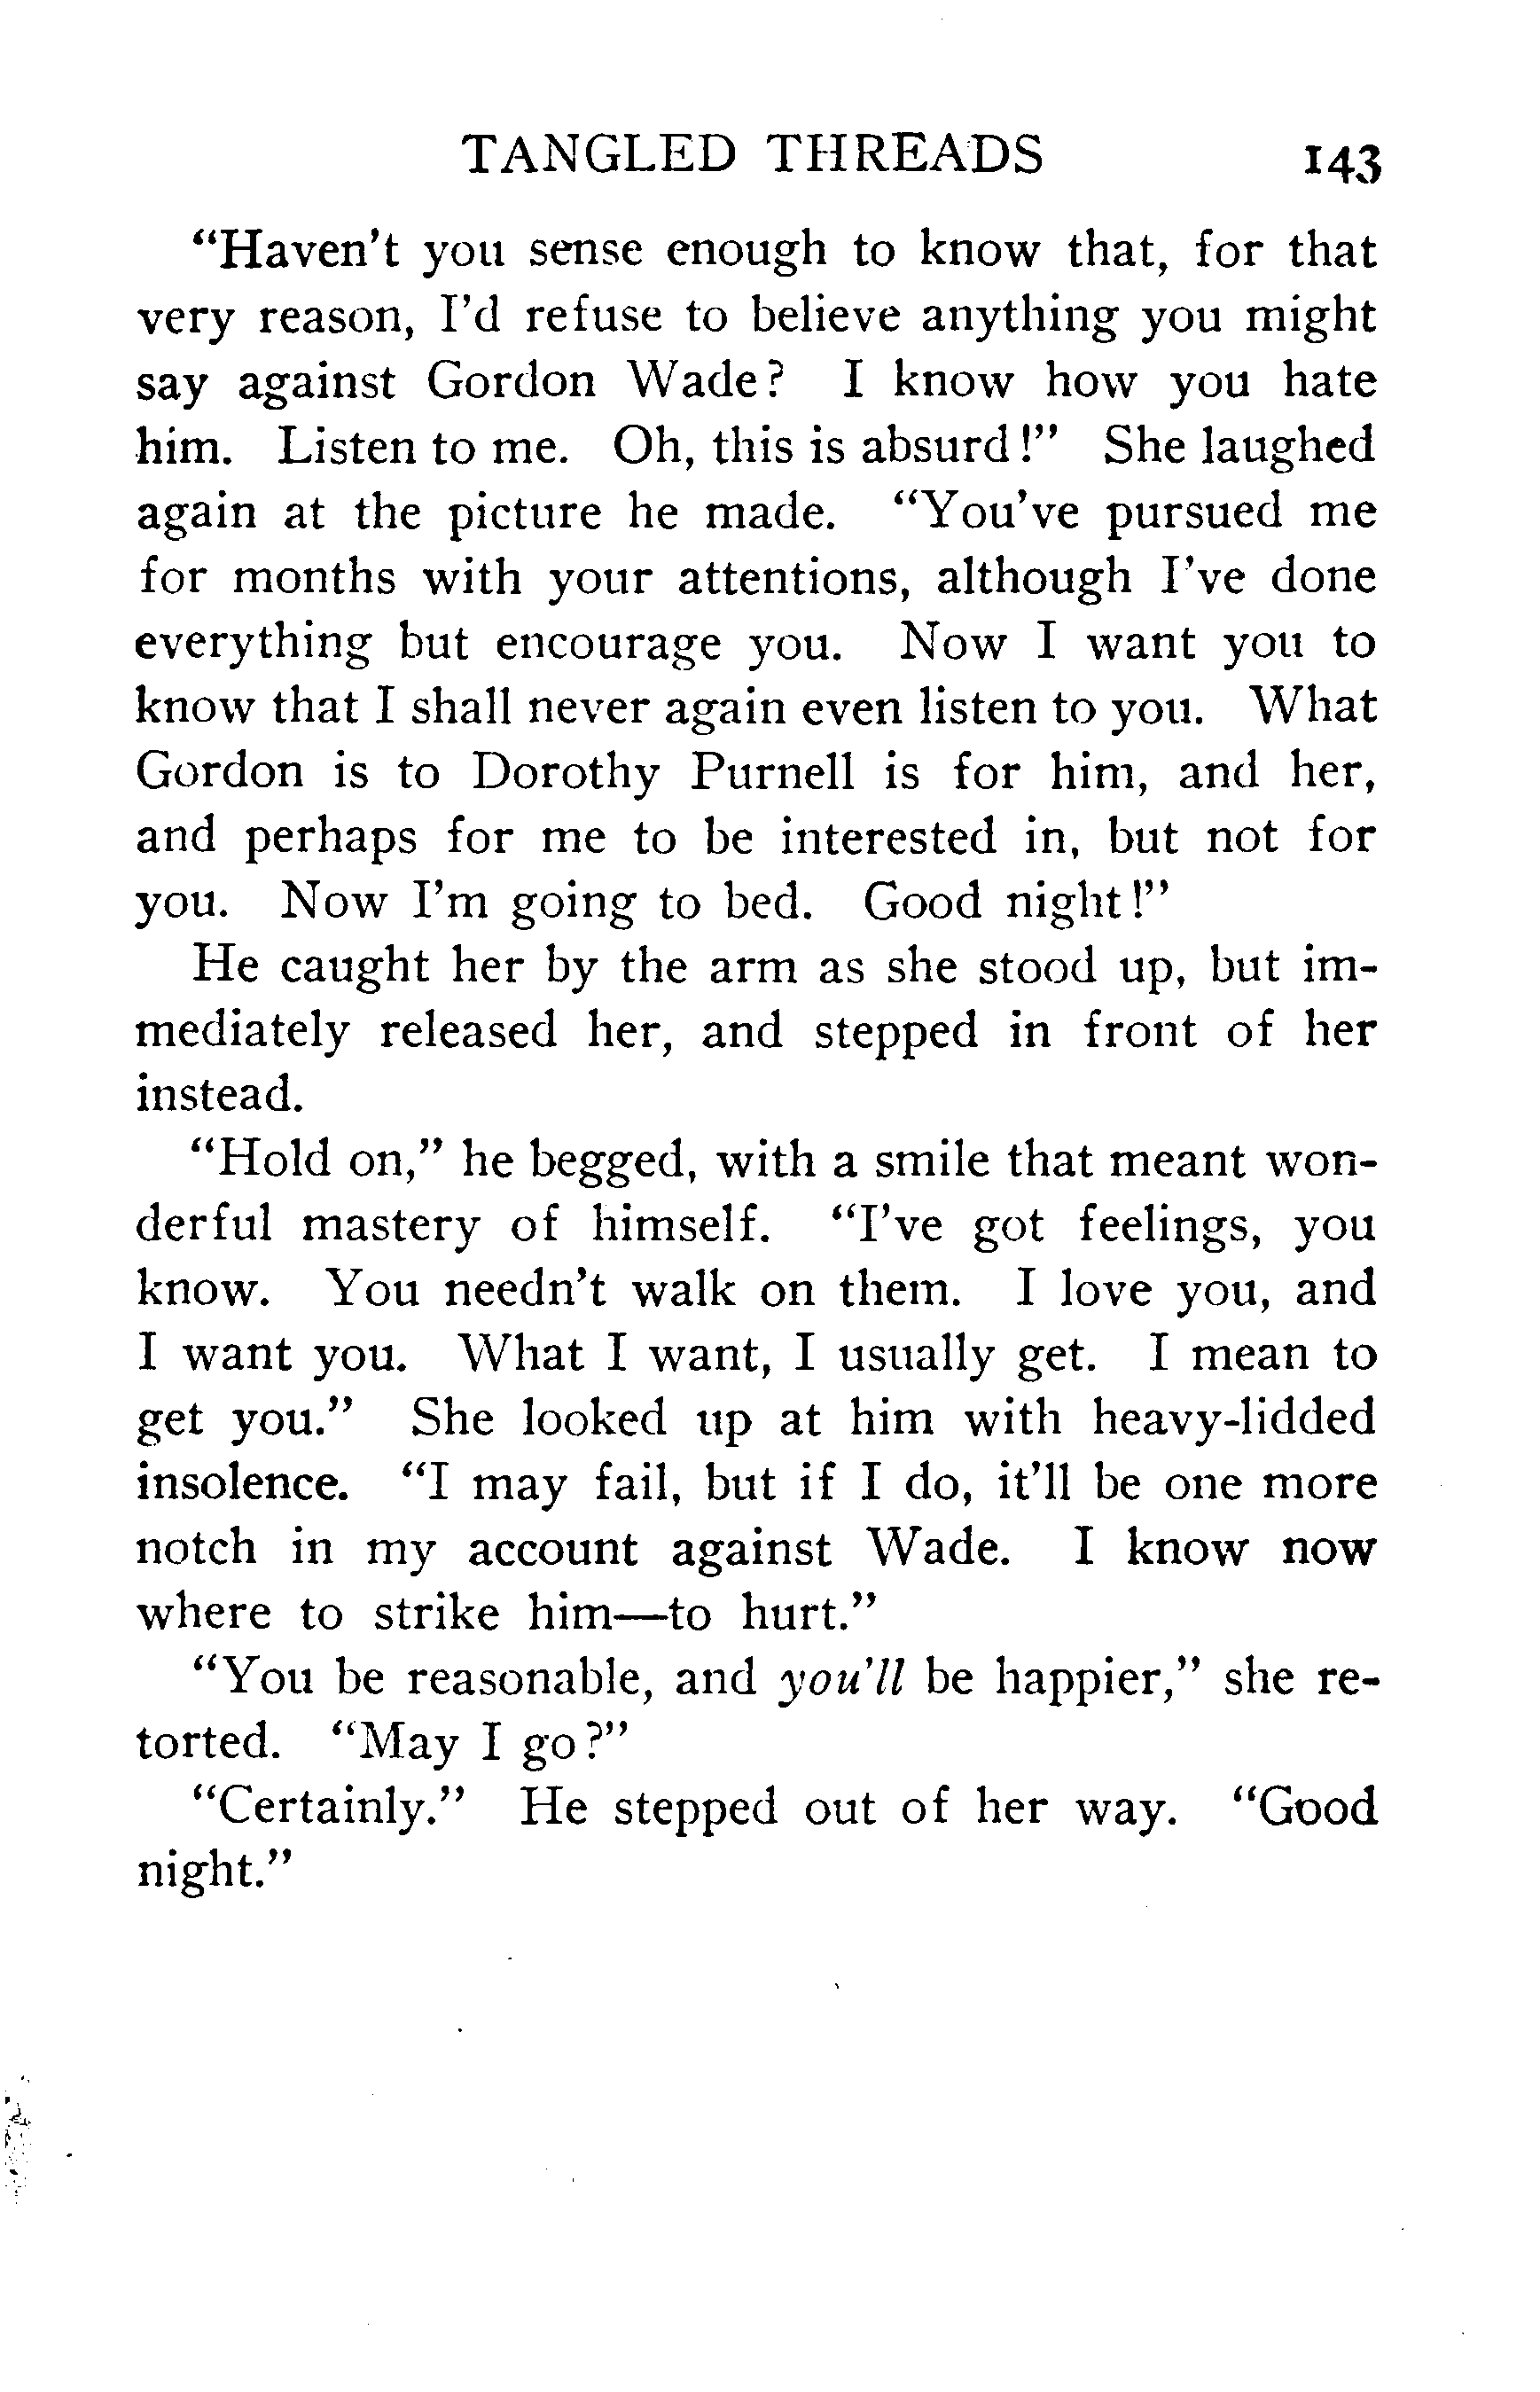 TANGLED THREADS 143
“Haven’t you sense enough to know that, for that
very reason, I’d refuse to believe anything you might
say against Gordon Wade? I know how you hate
him. Listen to me. Oh, this is absurd!” She laughed
again at the picture he made. “You’ve pursued me
for months with your attentions, although I’ve done
everything but encourage you. Now I want you to
know that I shall never again even listen to you. What
Gordon is to Dorothy Purnell is for him, and her,
and perhaps for me to be interested in, but not for
you. Now I’m going to bed. Good night!”
He caught her by the arm as she stood up, but im-
mediately released her, and stepped in front of her
instead.
“Hold on,” he begged, with a smile that meant won-
derful mastery of himself. “I’ve got feelings, you
know. You needn’t walk on them. I love you, and
I want you. What I want, I usually get. I mean to
get you.” She looked up at him with heavy-lidded
insolence. “I may fail, but if I do, it’ll be one more
notch in my account against Wade. I know now
where to strike him—to hurt.”
“You be reasonable, and you’ll be happier,” she re-
torted. “May I go?”
“Certainly.” He stepped out of her way. “Good
night.”